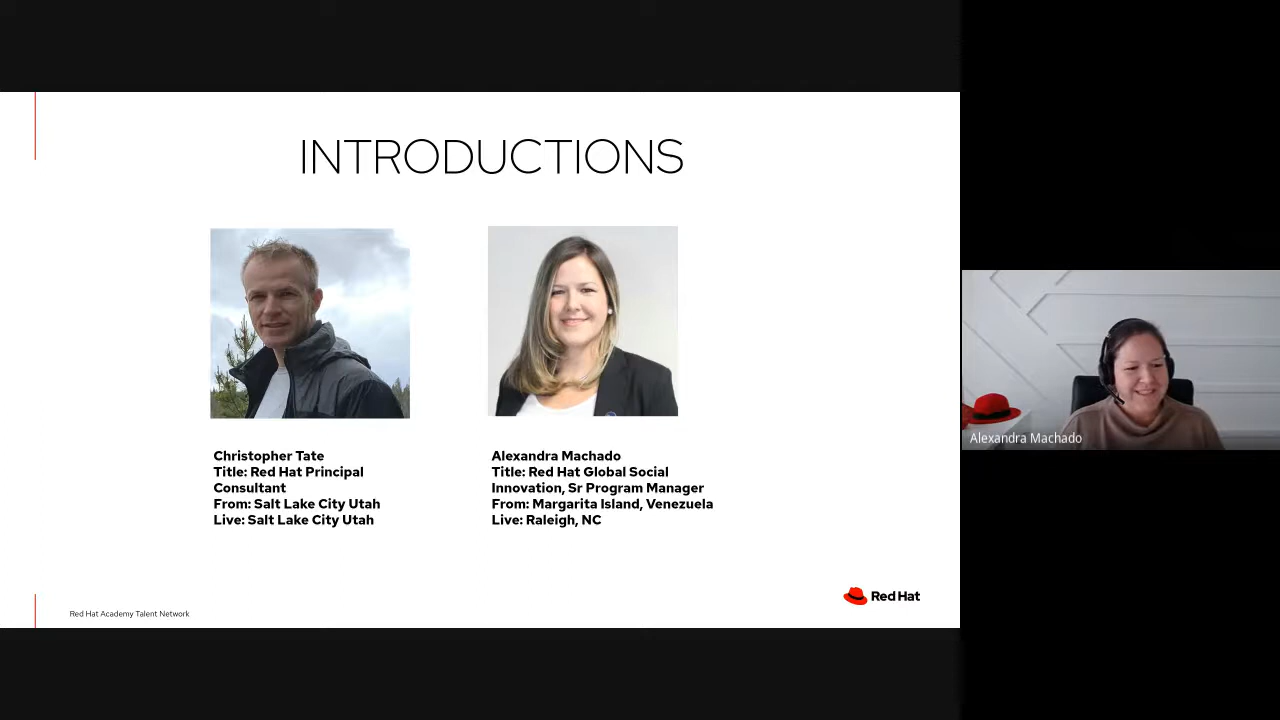 INTRODUCTIONS
Christopher Tate
Title: Red Hat Principal
Consultant
From: Salt Lake City Utah
Live: Salt Lake City Utah
Alexandra Machado
Title: Red Hat Global Social
Innovation, Sr Program Manager
From: Margarita Island, Venezuela
Live: Raleigh, NC
Red Hat Academy Talent Network
Red Hat
Alexandra Machado